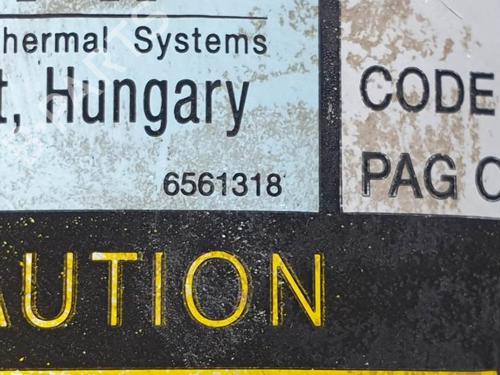 hermal Systems
t, Hungary
6561318
CODE
PAG
AUTION